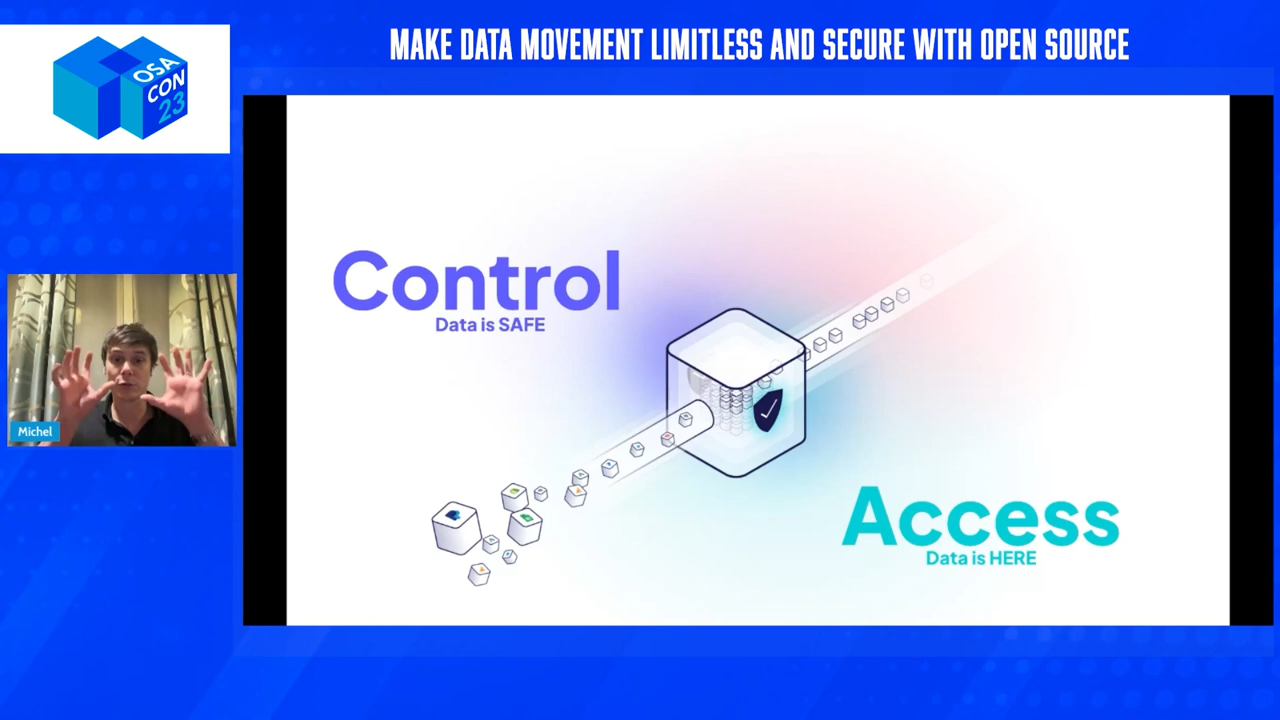 MAKE DATA MOVEMENT LIMITLESS AND SECURE WITH OPEN SOURCE
OSA
CON
23
Control
Data is SAFE
Michel
Access
Data is HERE